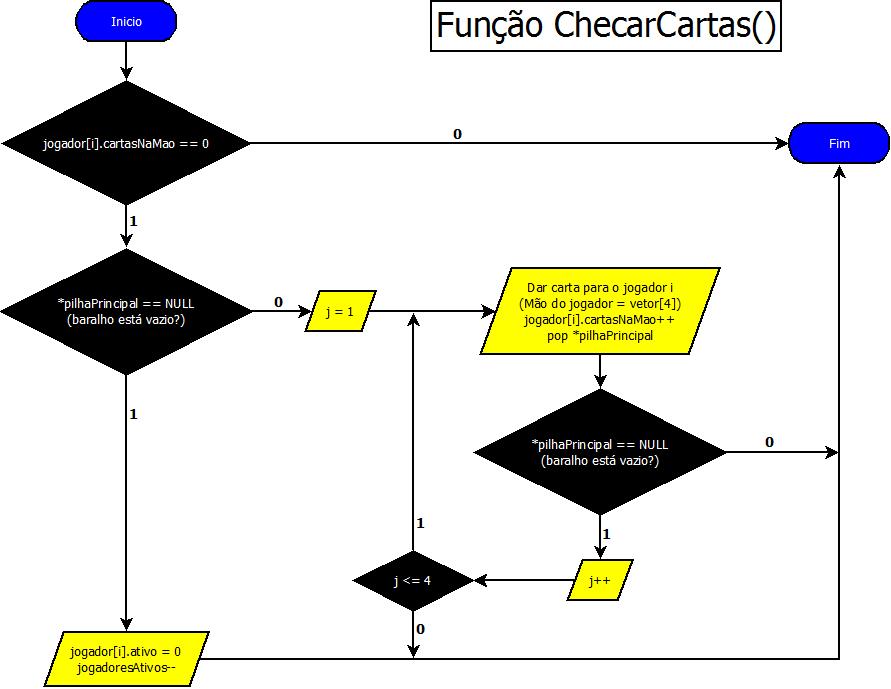 Inicio
Função ChecarCartas()
jogador[i].cartasNaMao == 0
0
Fim
1
*pilhaPrincipal == NULL
(baralho está vazio?)
0
j = 1
Dar carta para o jogador i
(Mão do jogador = vetor[4])
jogador[i].cartasNaMao++
pop *pilhaPrincipal
1
*pilhaPrincipal == NULL
(baralho está vazio?)
0
1
j++
j <= 4
1
0
jogador[i].ativo = 0
jogadoresAtivos--